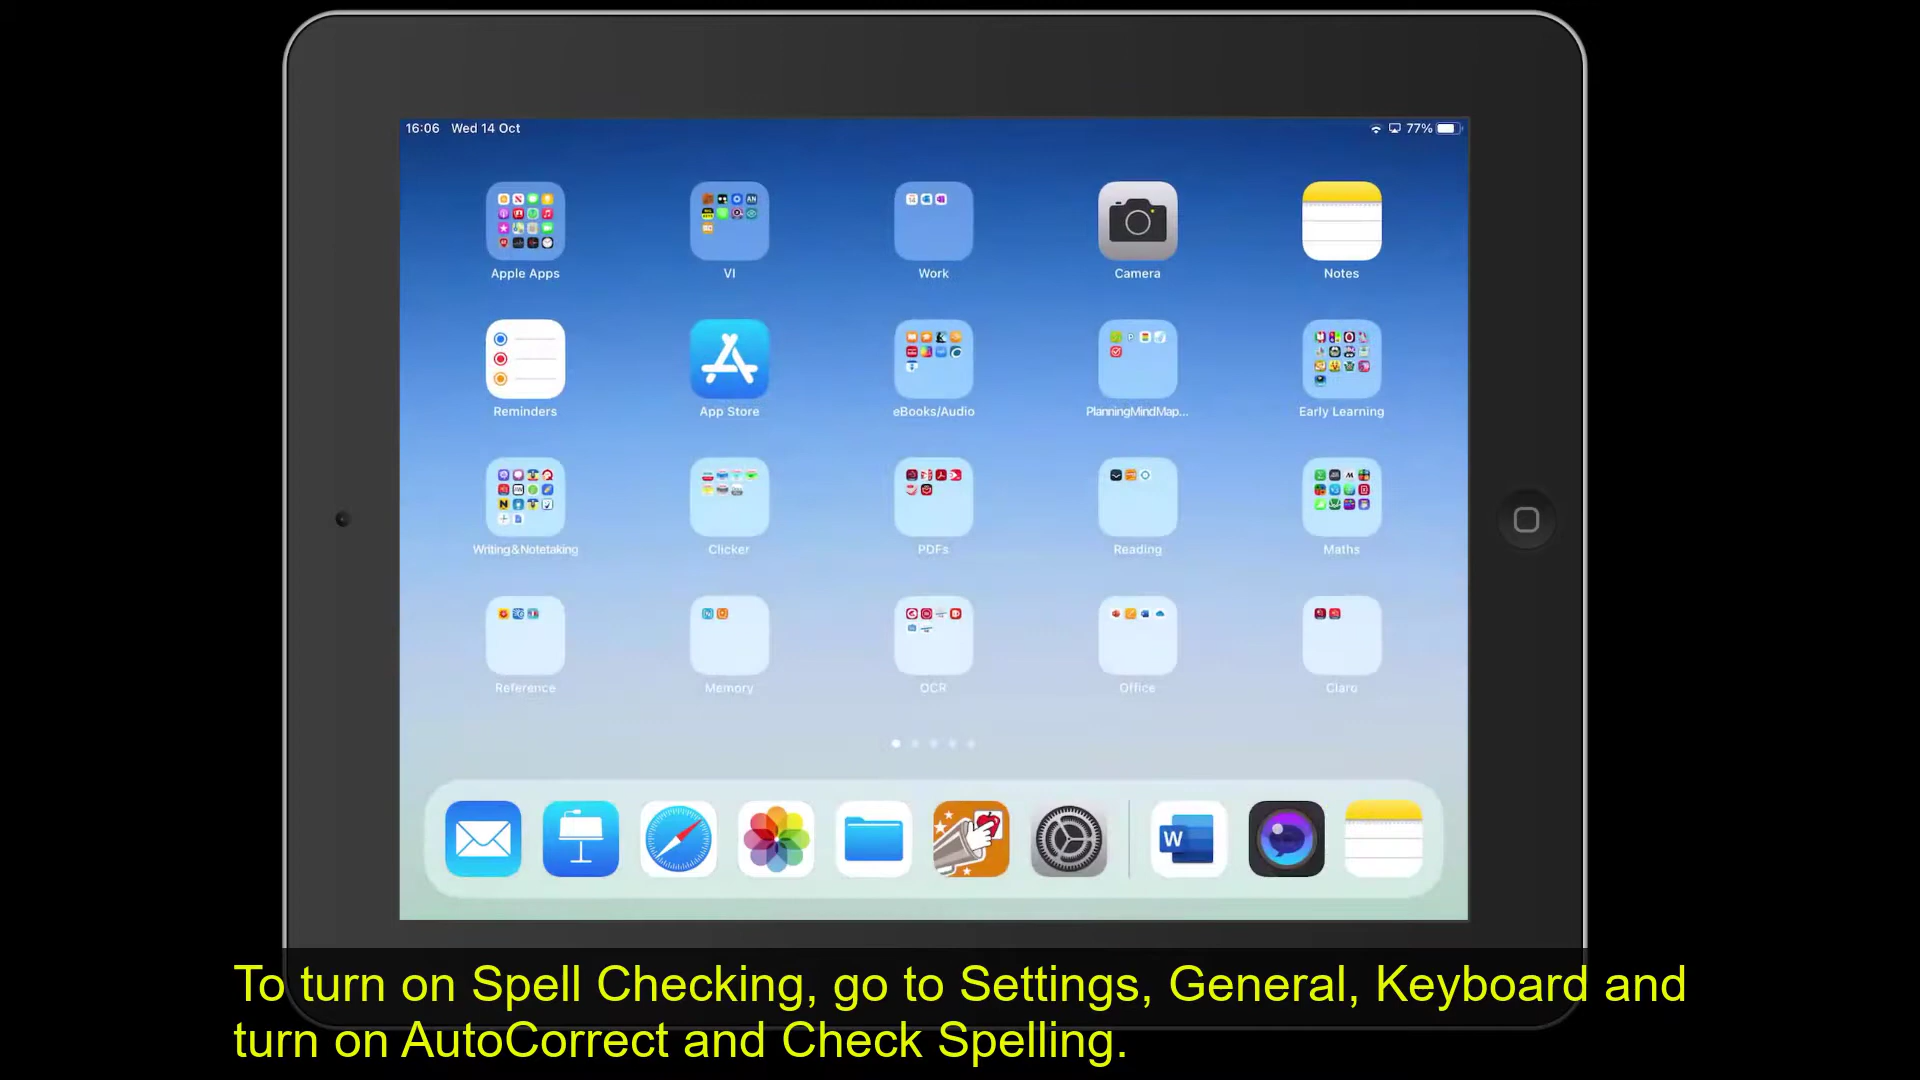 16:06 Wed 14 Oct 77%
Apple Apps VI Work Camera Notes
Reminders App Store eBooks/Audio PlanningMindMap... Early Learning
Writing&Notetaking Clicker PDFs Reading Maths
Reference Memory OCR Office Claro
W
To turn on Spell Checking, go to Settings, General, Keyboard and
turn on AutoCorrect and Check Spelling.